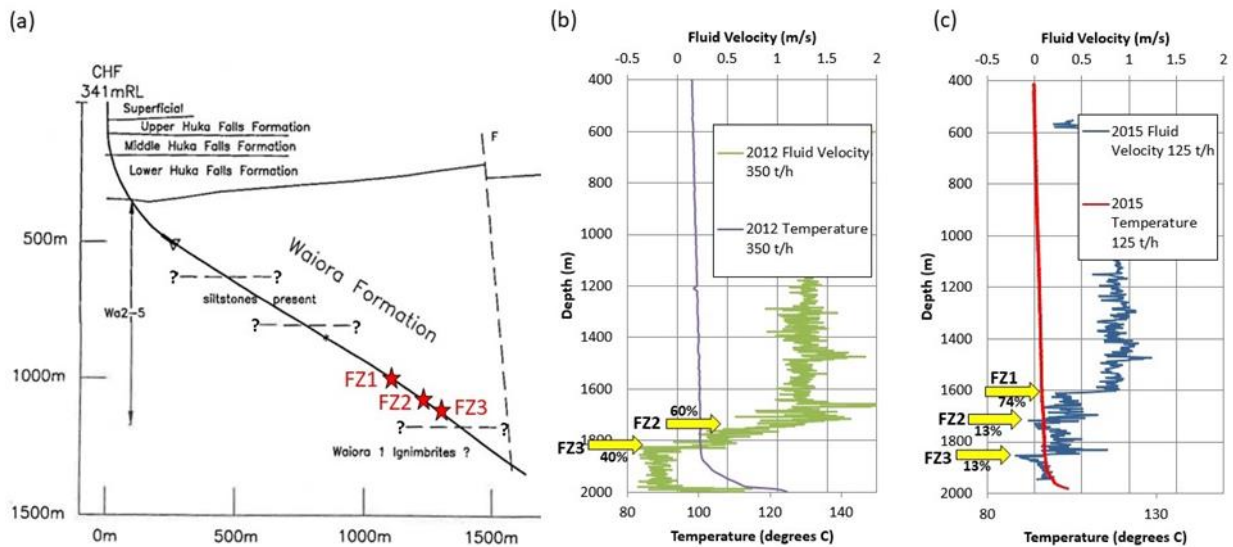 (a)
CHF
341mRL
Superficial
Upper Huka Falls Formation
Middle Huka Falls Formation
Lower Huka Falls Formation
F
500m
Waiora Formation
? ?
siltstones present
Wa2-5
? ?
1000m
FZ1
FZ2
FZ3
? ?
Waiora 1 Ignimbrites ?
1500m
0m 500m 1000m 1500m
(b)
Fluid Velocity (m/s)
-0.5 0 0.5 1 1.5 2
400
600
800
1000
1200
1400
1600
1800
2000
Depth (m)
2012 Fluid Velocity
350 t/h
2012 Temperature
350 t/h
60%
FZ2
FZ3
40%
80 90 100 110 120 130 140
Temperature (degrees C)
(c)
Fluid Velocity (m/s)
-0.5 0 0.5 1 1.5 2
400
600
800
1000
1200
1400
1600
1800
2000
Depth (m)
2015 Fluid
Velocity 125 t/h
2015
Temperature
125 t/h
FZ1
74%
FZ2
13%
FZ3
13%
80 130
Temperature (degrees C)